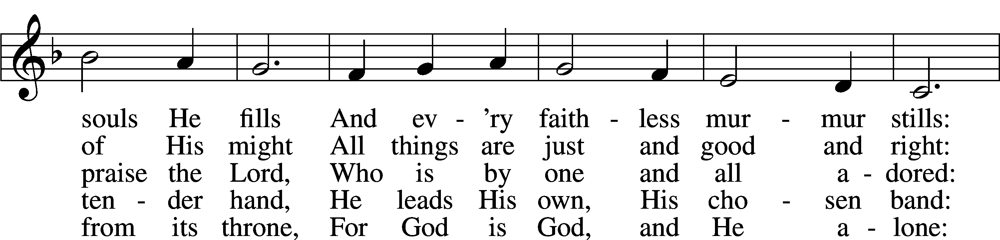 souls He fills And ev - 'ry faith - less mur - mur stills:
of His might All things are just and good and right:
praise the Lord, Who is by one and all a - dored:
ten - der hand, He leads His own, His cho - sen band:
from its throne, For God is God, and He a - lone: